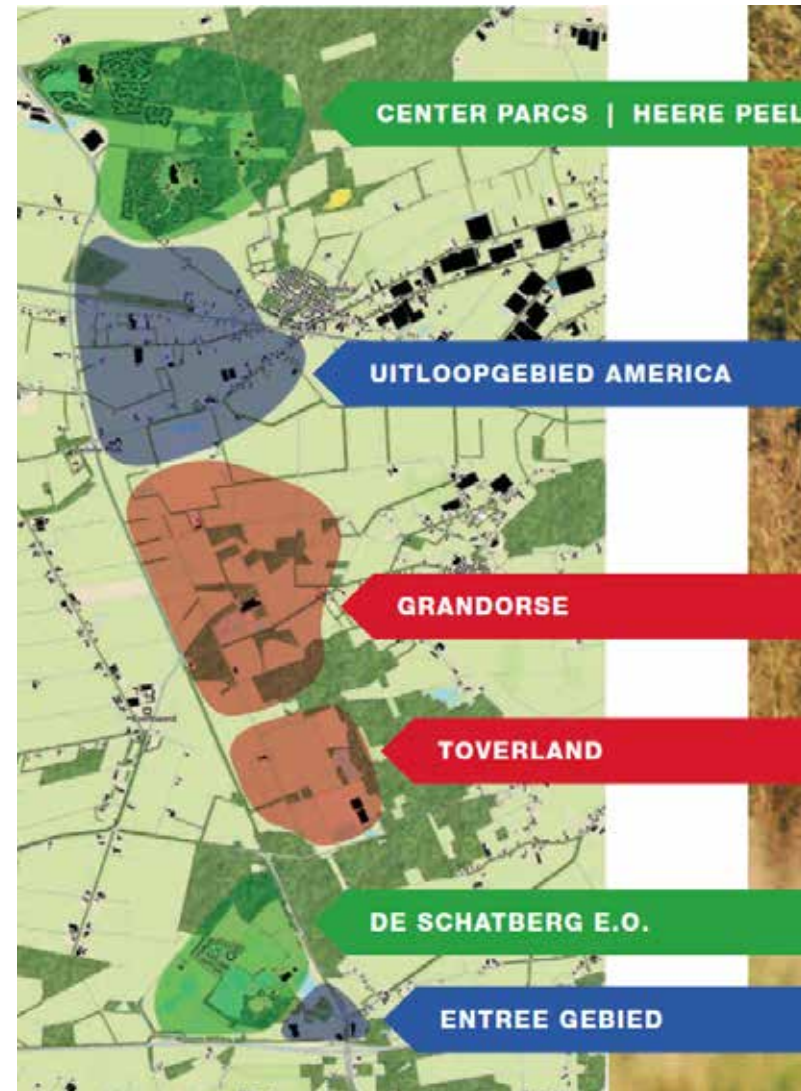 CENTER PARCS | HEERE PEEL
UITLOOPGEBIED AMERICA
GRANDORSE
TOVERLAND
DE SCHATBERG E.O.
ENTREE GEBIED